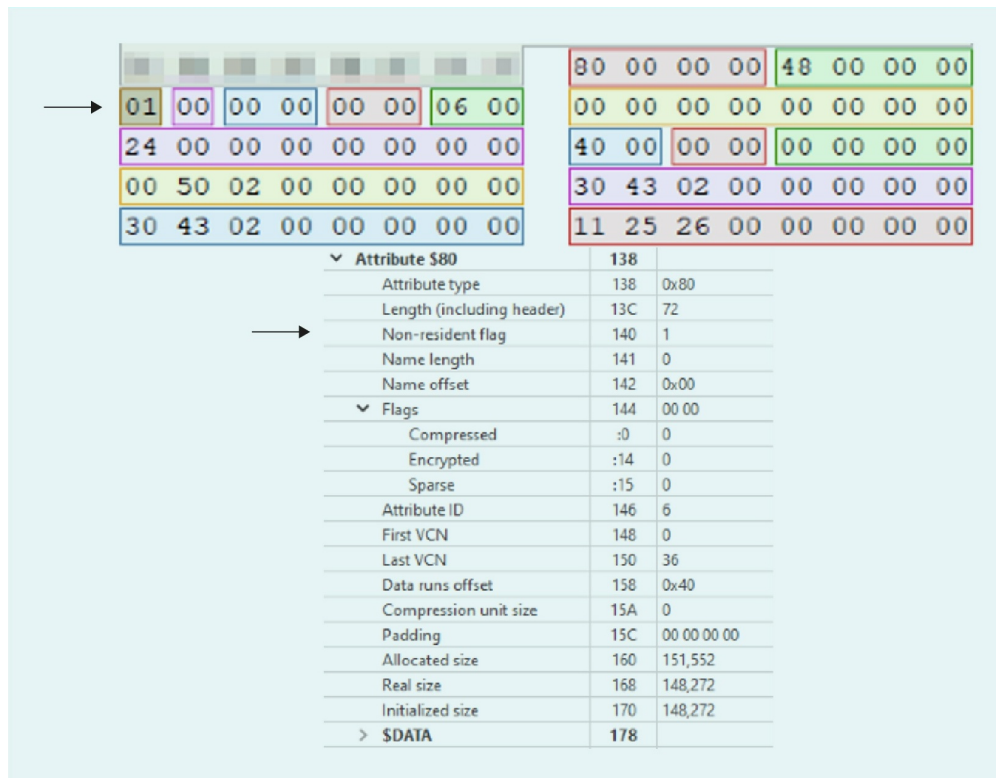 80 00 00 00 48 00 00 00
01 00 00 00 00 00 06 00 00 00 00 00 00 00 00 00
24 00 00 00 00 00 00 00 40 00 00 00 00 00 00 00
00 50 02 00 00 00 00 00 30 43 02 00 00 00 00 00
30 43 02 00 00 00 00 00 11 25 26 00 00 00 00 00
Attribute $80 138
Attribute type 138 0x80
Length (including header) 13C 72
Non-resident flag 140 1
Name length 141 0
Name offset 142 0x00
Flags 144 00 00
Compressed :0 0
Encrypted :14 0
Sparse :15 0
Attribute ID 146 6
First VCN 148 0
Last VCN 150 36
Data runs offset 158 0x40
Compression unit size 15A 0
Padding 15C 00 00 00 00
Allocated size 160 151,552
Real size 168 148,272
Initialized size 170 148,272
$DATA 178